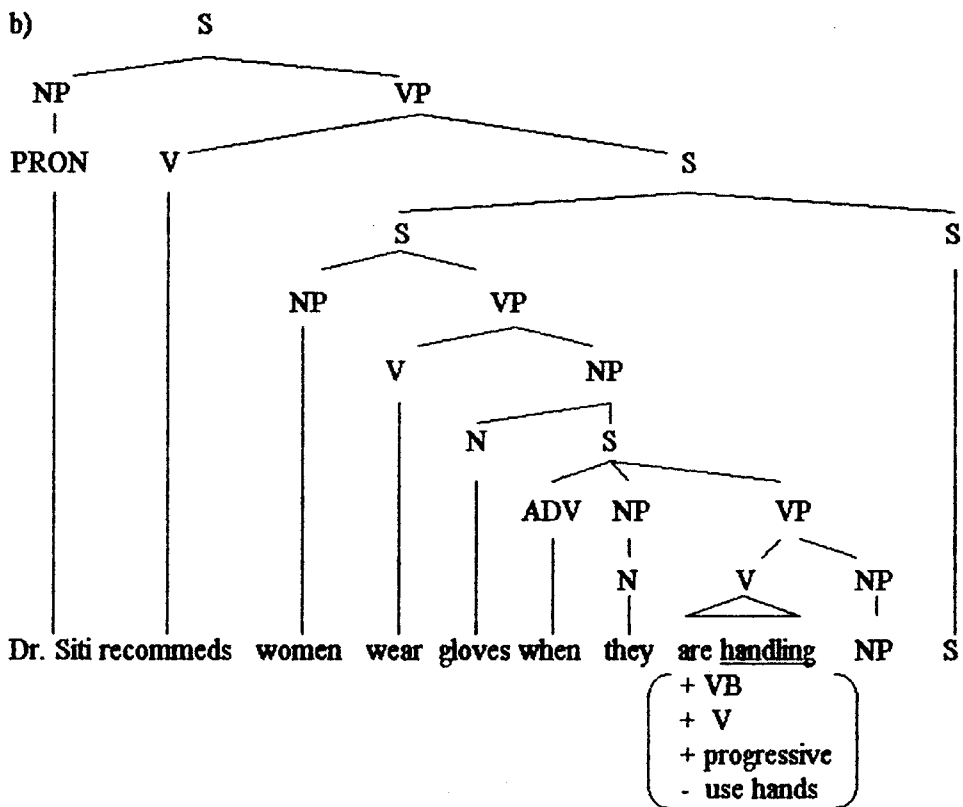 b) S
NP VP
PRON V S
S S
NP VP
V NP
N S
ADV NP VP
N V NP
Dr. Siti recommeds women wear gloves when they are handling NP S
+ VB
+ V
+ progressive
- use hands